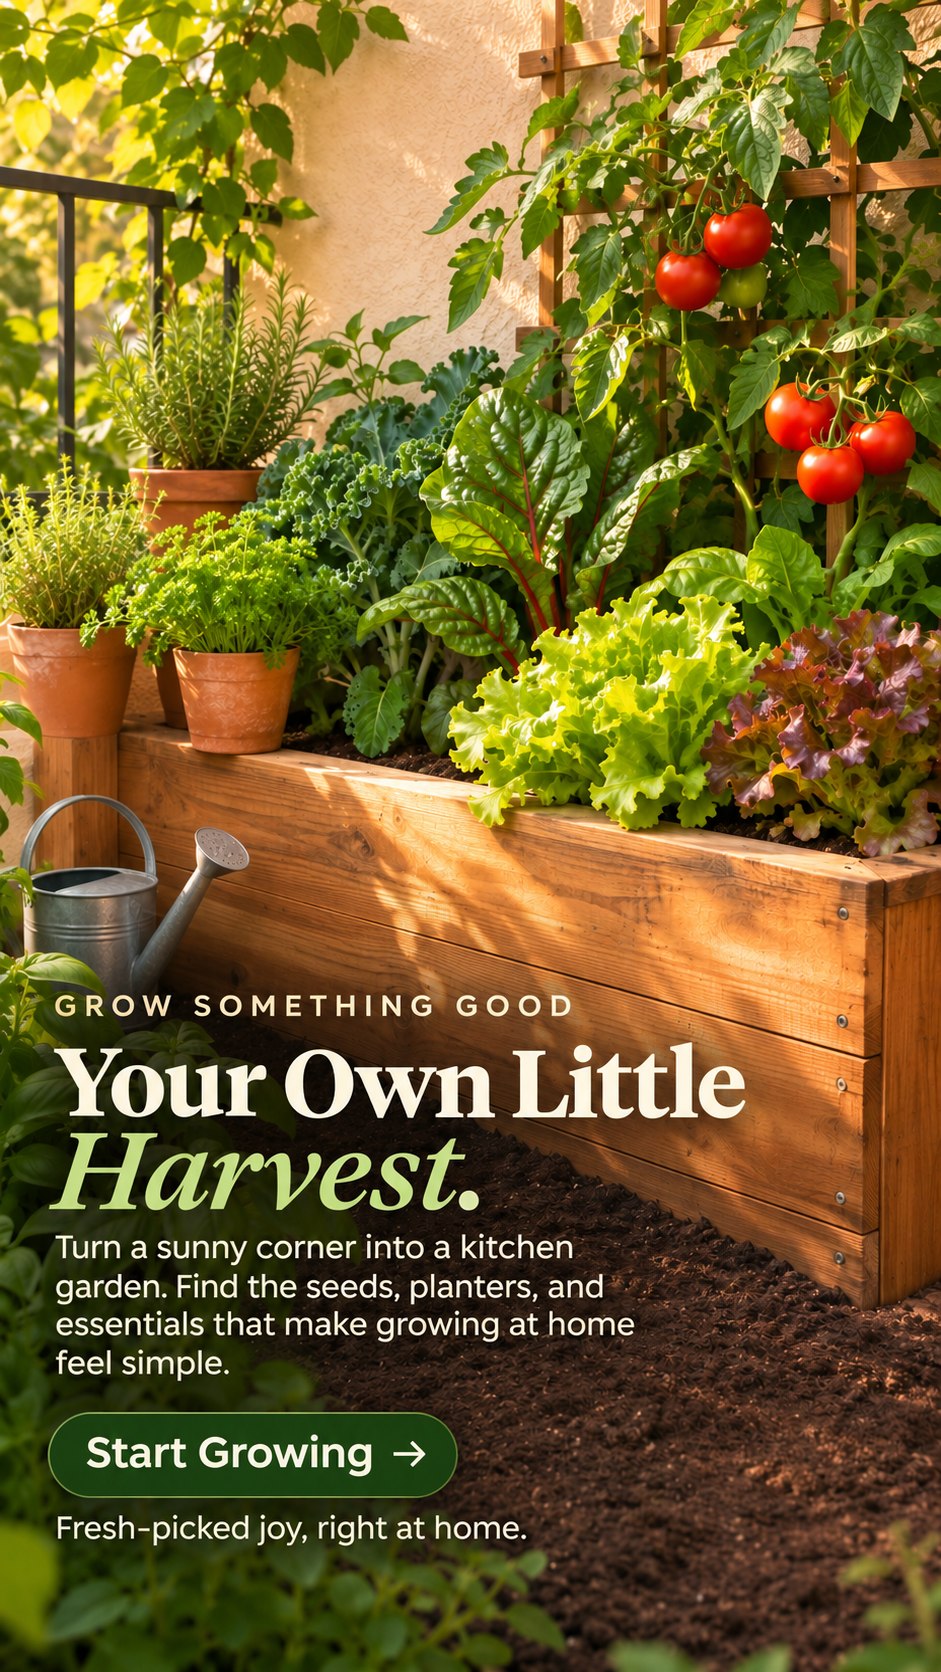 GROW SOMETHING GOOD
Your Own Little
Harvest.
Turn a sunny corner into a kitchen
garden. Find the seeds, planters, and
essentials that make growing at home
feel simple.
Start Growing →
Fresh-picked joy, right at home.